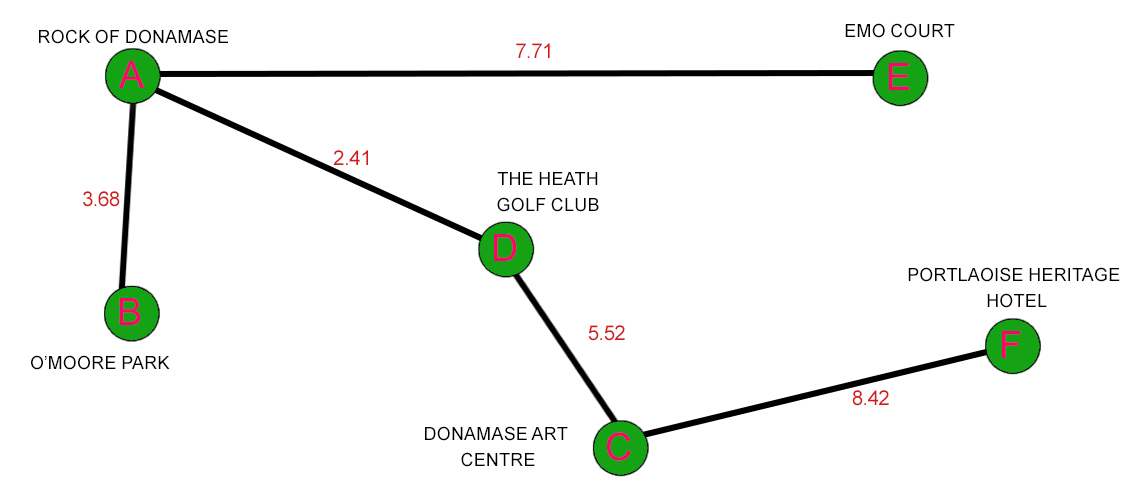 EMO COURT
ROCK OF DONAMASE
7.71
A
E
2.41
THE HEATH
GOLF CLUB
3.68
D
PORTLAOISE HERITAGE
HOTEL
B
5.52
F
O'MOORE PARK
8.42
DONAMASE ART
CENTRE
C